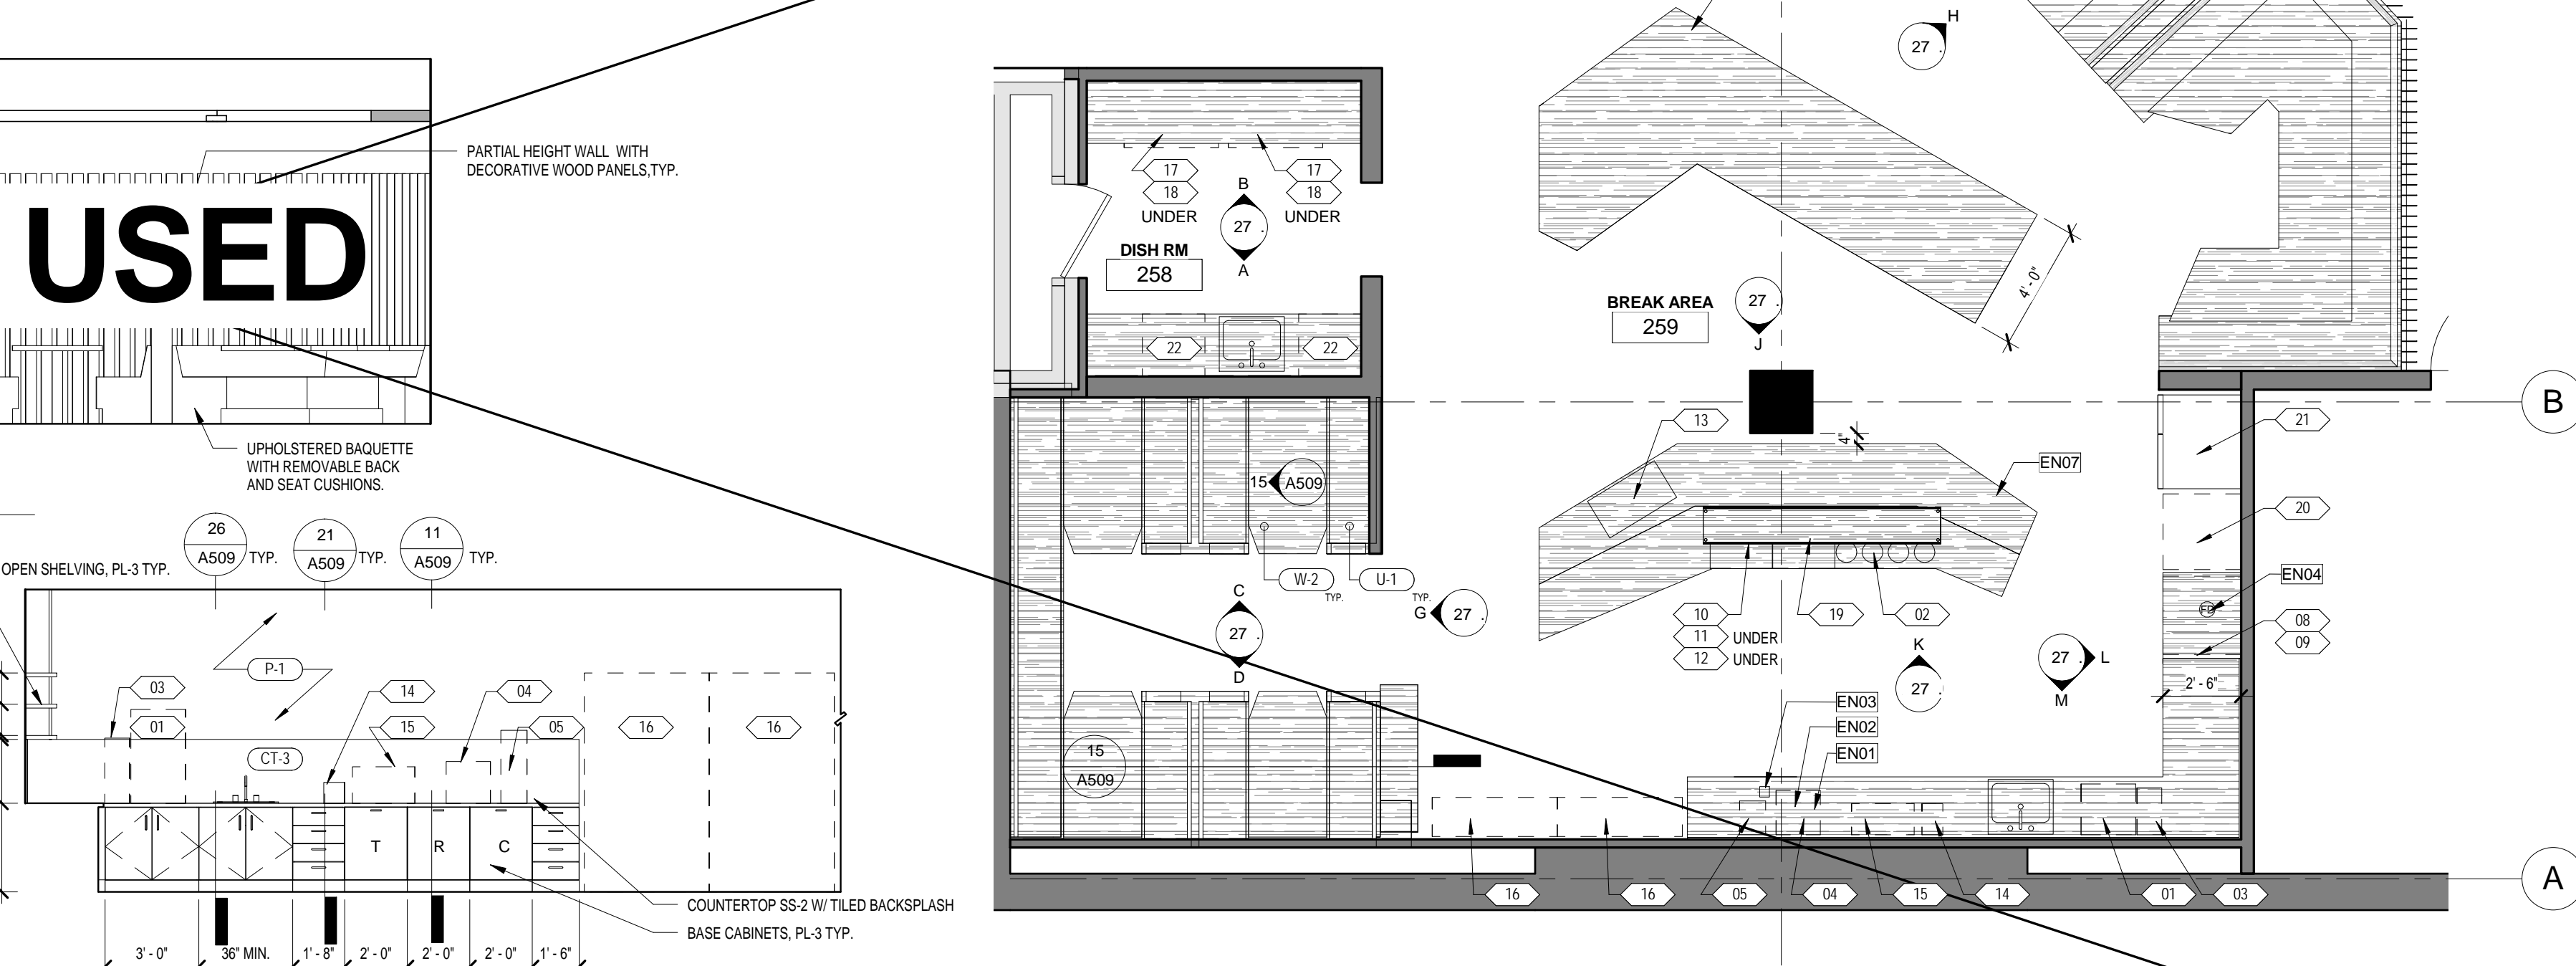 PARTIAL HEIGHT WALL WITH
DECORATIVE WOOD PANELS,TYP.
USED
UPHOLSTERED BAQUETTE
WITH REMOVABLE BACK
AND SEAT CUSHIONS.
OPEN SHELVING, PL-3 TYP.
26
A509
TYP.
21
A509
TYP.
11
A509
TYP.
P-1
03
01
14
04
15
05
16
16
CT-3
T
R
C
COUNTERTOP SS-2 W/ TILED BACKSPLASH
BASE CABINETS, PL-3 TYP.
3' - 0"
36" MIN.
1' - 8"
2' - 0"
2' - 0"
2' - 0"
1' - 6"
17
18
UNDER
17
18
UNDER
B
27 .
A
DISH RM
258
22
22
H
27 .
4' - 0"
BREAK AREA
259
27 .
J
B
13
4"
EN07
21
20
15
A509
W-2
TYP.
U-1
TYP.
EN04
FD
08
09
C
27 .
D
G
27 .
10
11
UNDER
12
UNDER
19
02
K
27 .
27 .
L
M
2' - 6"
15
A509
EN03
EN02
EN01
16
16
05
04
15
14
01
03
A